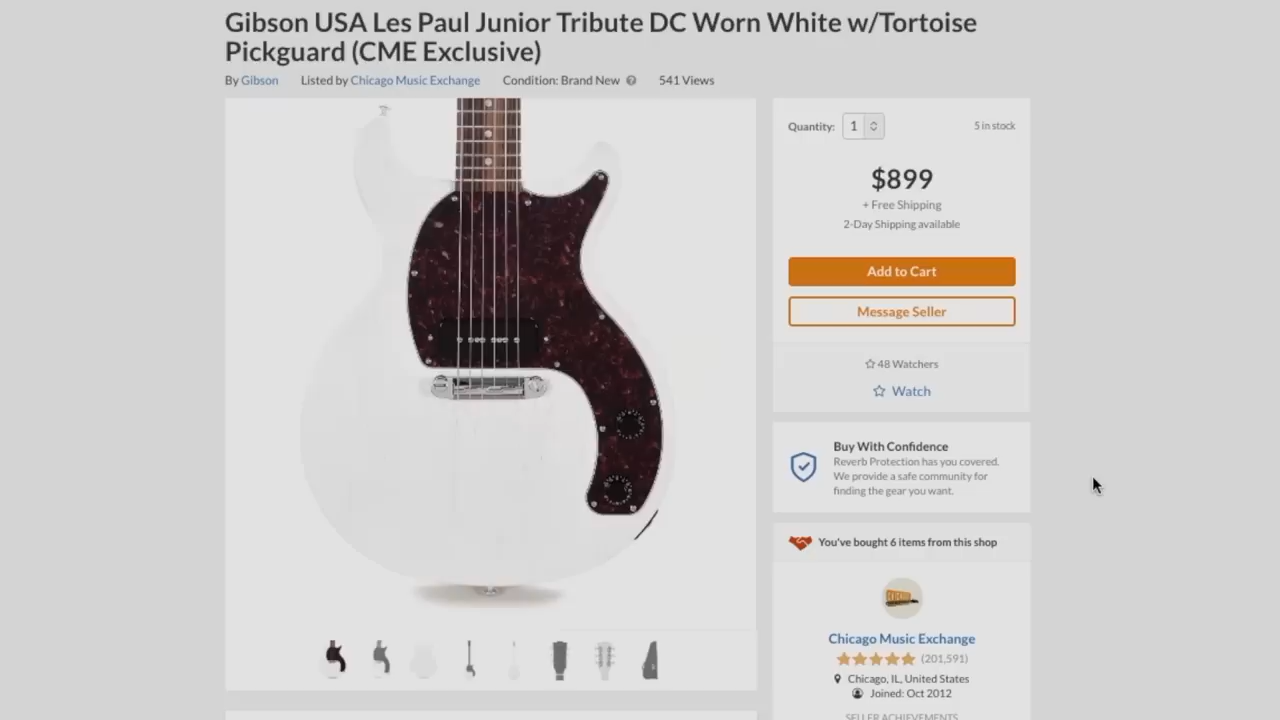 Gibson USA Les Paul Junior Tribute DC Worn White w/Tortoise
Pickguard (CME Exclusive)
By Gibson Listed by Chicago Music Exchange Condition: Brand New 541 Views
Quantity: 1 5 in stock
$899
+ Free Shipping
2-Day Shipping available
Add to Cart
Message Seller
48 Watchers
Watch
Buy With Confidence
Reverb Protection has you covered.
We provide a safe community for
finding the gear you want.
You've bought 6 items from this shop
Chicago Music Exchange
(201,591)
Chicago, IL, United States
Joined: Oct 2012
SELLER ACHIEVEMENTS